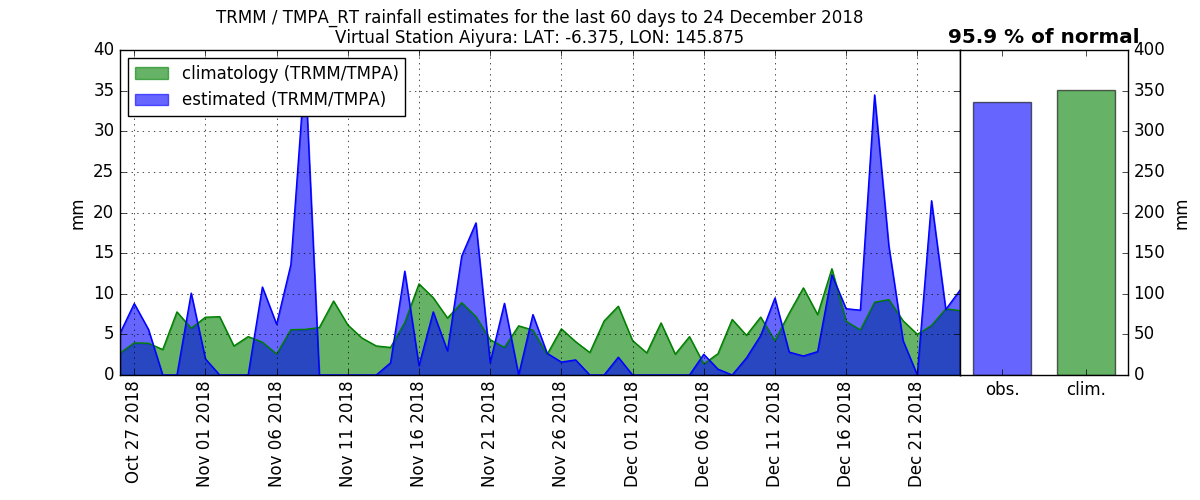 TRMM / TMPA_RT rainfall estimates for the last 60 days to 24 December 2018
Virtual Station Aiyura: LAT: -6.375, LON: 145.875
95.9 % of normal
climatology (TRMM/TMPA)
estimated (TRMM/TMPA)
40
35
30
25
20
15
10
5
0
mm
Oct 27 2018
Nov 01 2018
Nov 06 2018
Nov 11 2018
Nov 16 2018
Nov 21 2018
Nov 26 2018
Dec 01 2018
Dec 06 2018
Dec 11 2018
Dec 16 2018
Dec 21 2018
obs.
clim.
400
350
300
250
200
150
100
50
0
mm